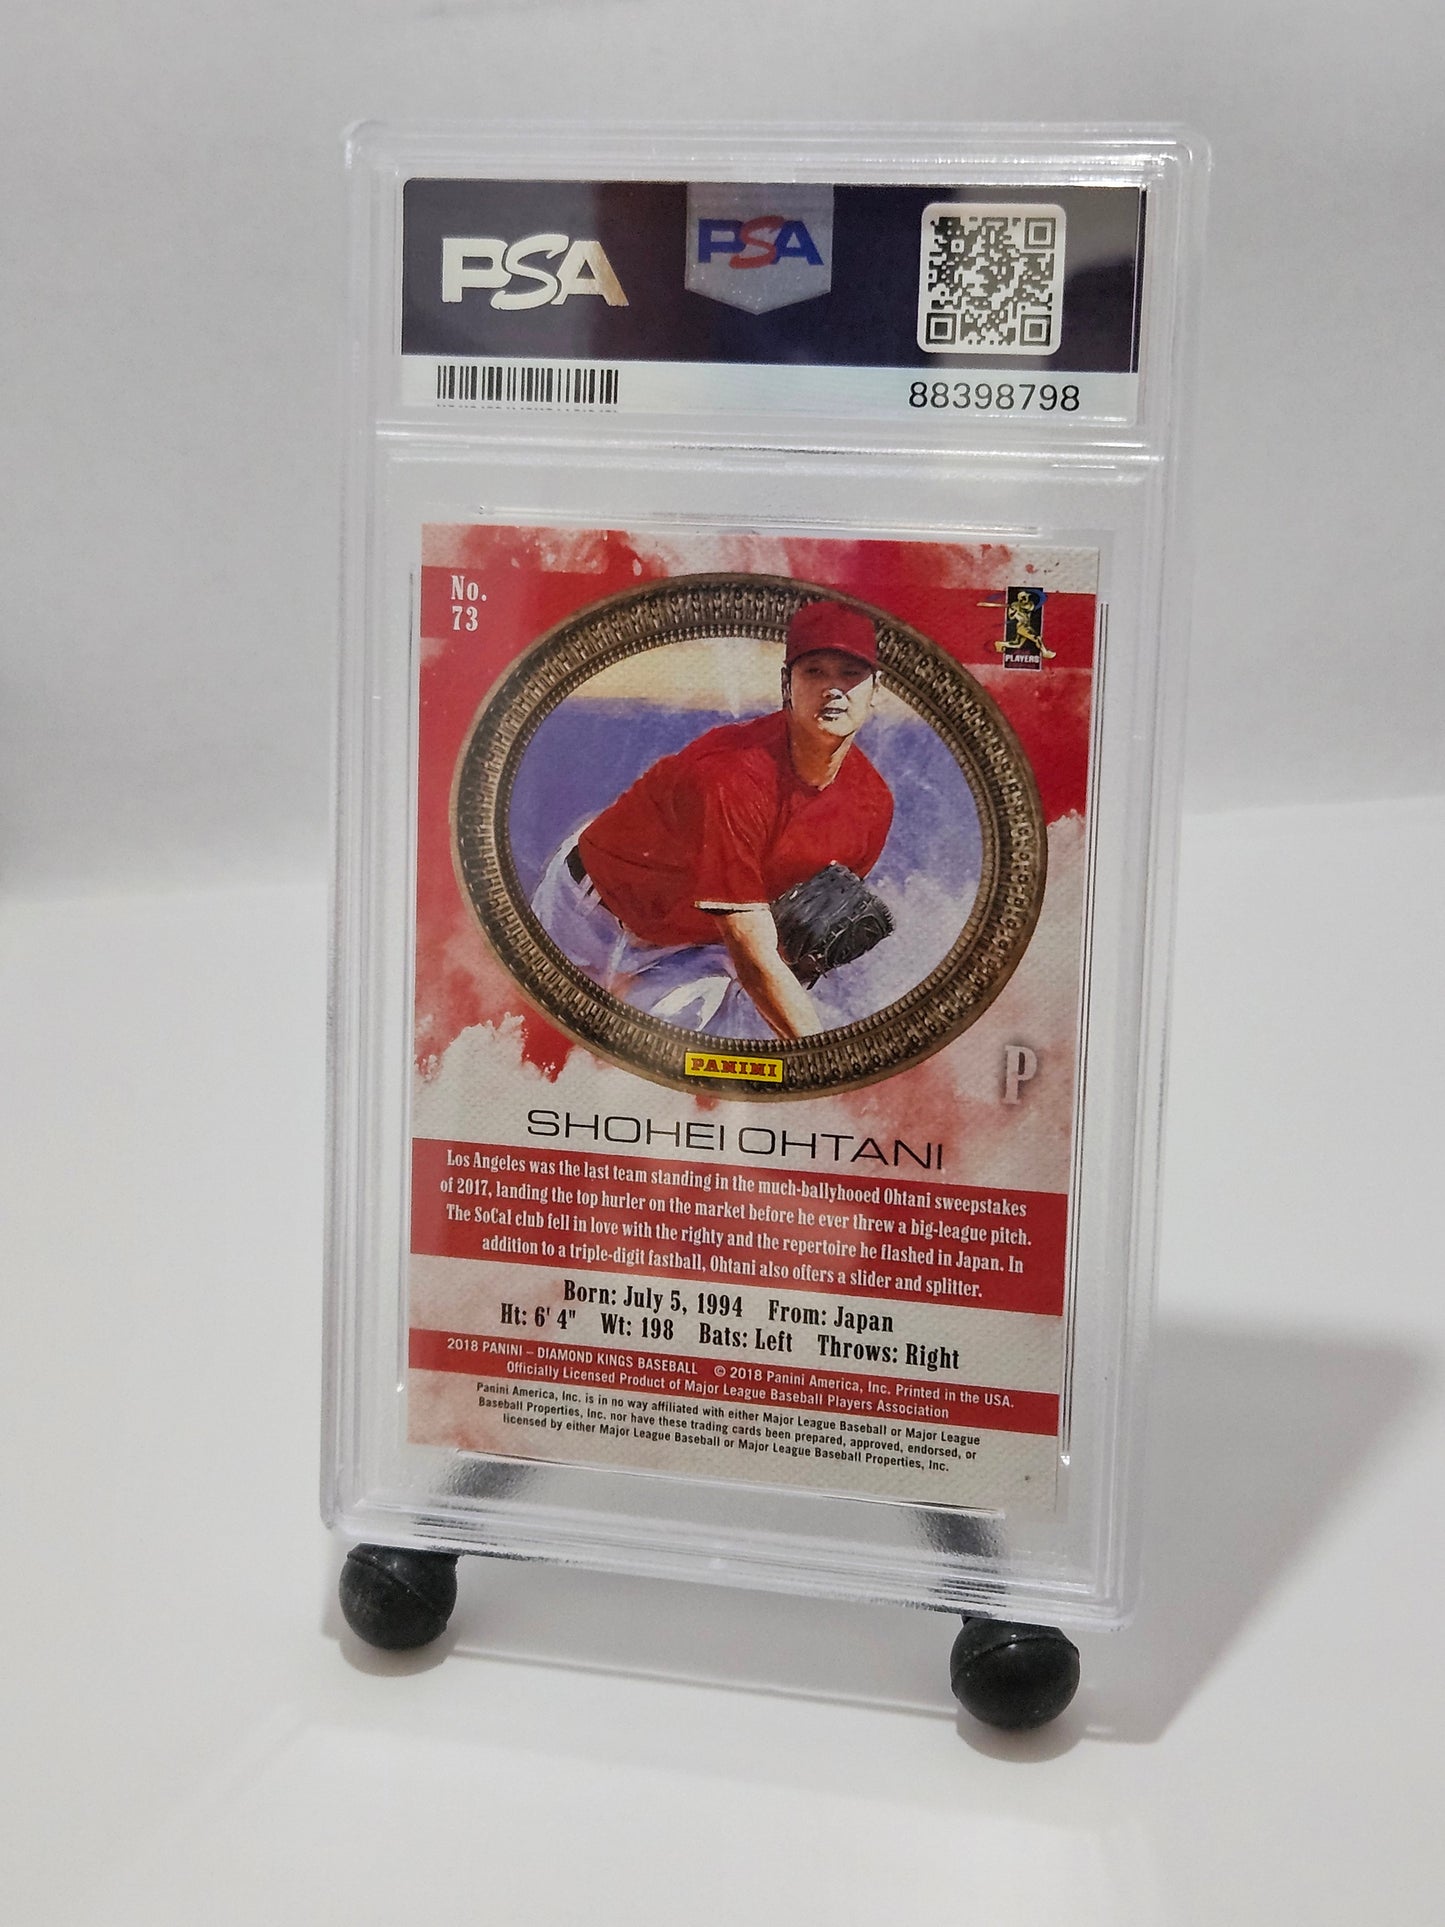 PSA
PSA
88398798
No.
73
PLAYERS
PANINI
P
SHOHEI OHTANI
Los Angeles was the last team standing in the much-ballyhooed Ohtani sweepstakes
of 2017, landing the top hurler on the market before he ever threw a big-league pitch.
The SoCal club fell in love with the righty and the repertoire he flashed in Japan. In
addition to a triple-digit fastball, Ohtani also offers a slider and splitter.
Born: July 5, 1994 From: Japan
Ht: 6' 4" Wt: 198 Bats: Left Throws: Right
2018 PANINI – DIAMOND KINGS BASEBALL © 2018 Panini America, Inc. Printed in the USA.
Officially Licensed Product of Major League Baseball Players Association
Panini America, Inc. is in no way affiliated with either Major League Baseball or Major League
Baseball Properties, Inc. nor have these trading cards been prepared, approved, endorsed, or
licensed by either Major League Baseball or Major League Baseball Properties, Inc.